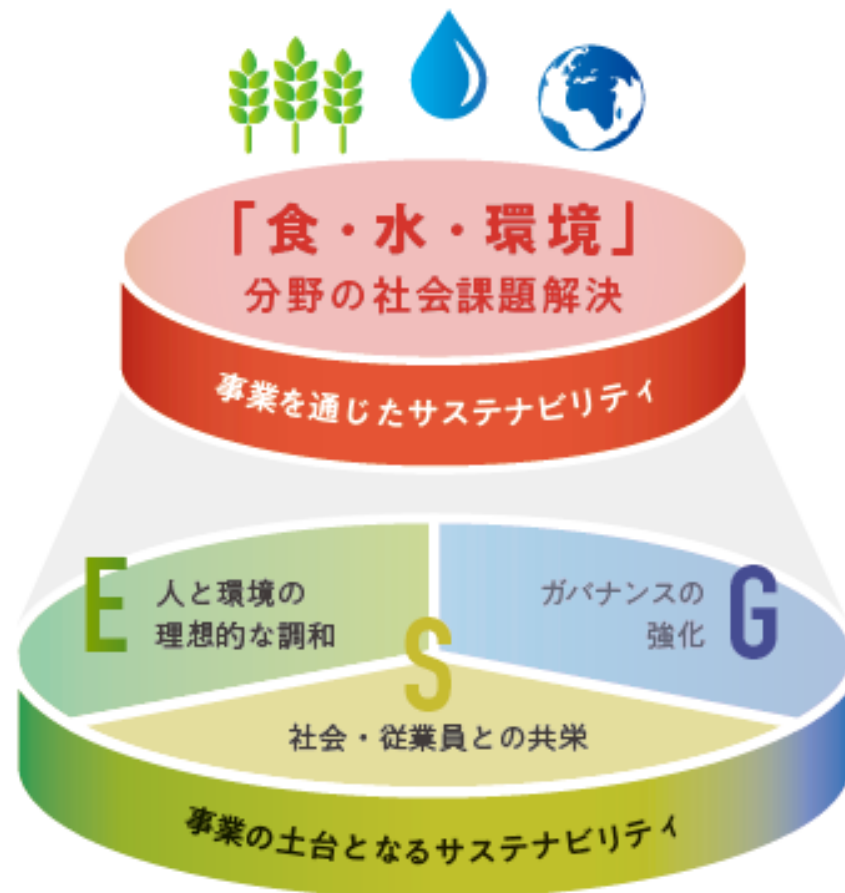 「食・水・環境」
分野の社会課題解決
事業を通じたサステナビリティ
E
人と環境の
理想的な調和
ガバナンスの
強化
G
S
社会・従業員との共栄
事業の土台となるサステナビリティ